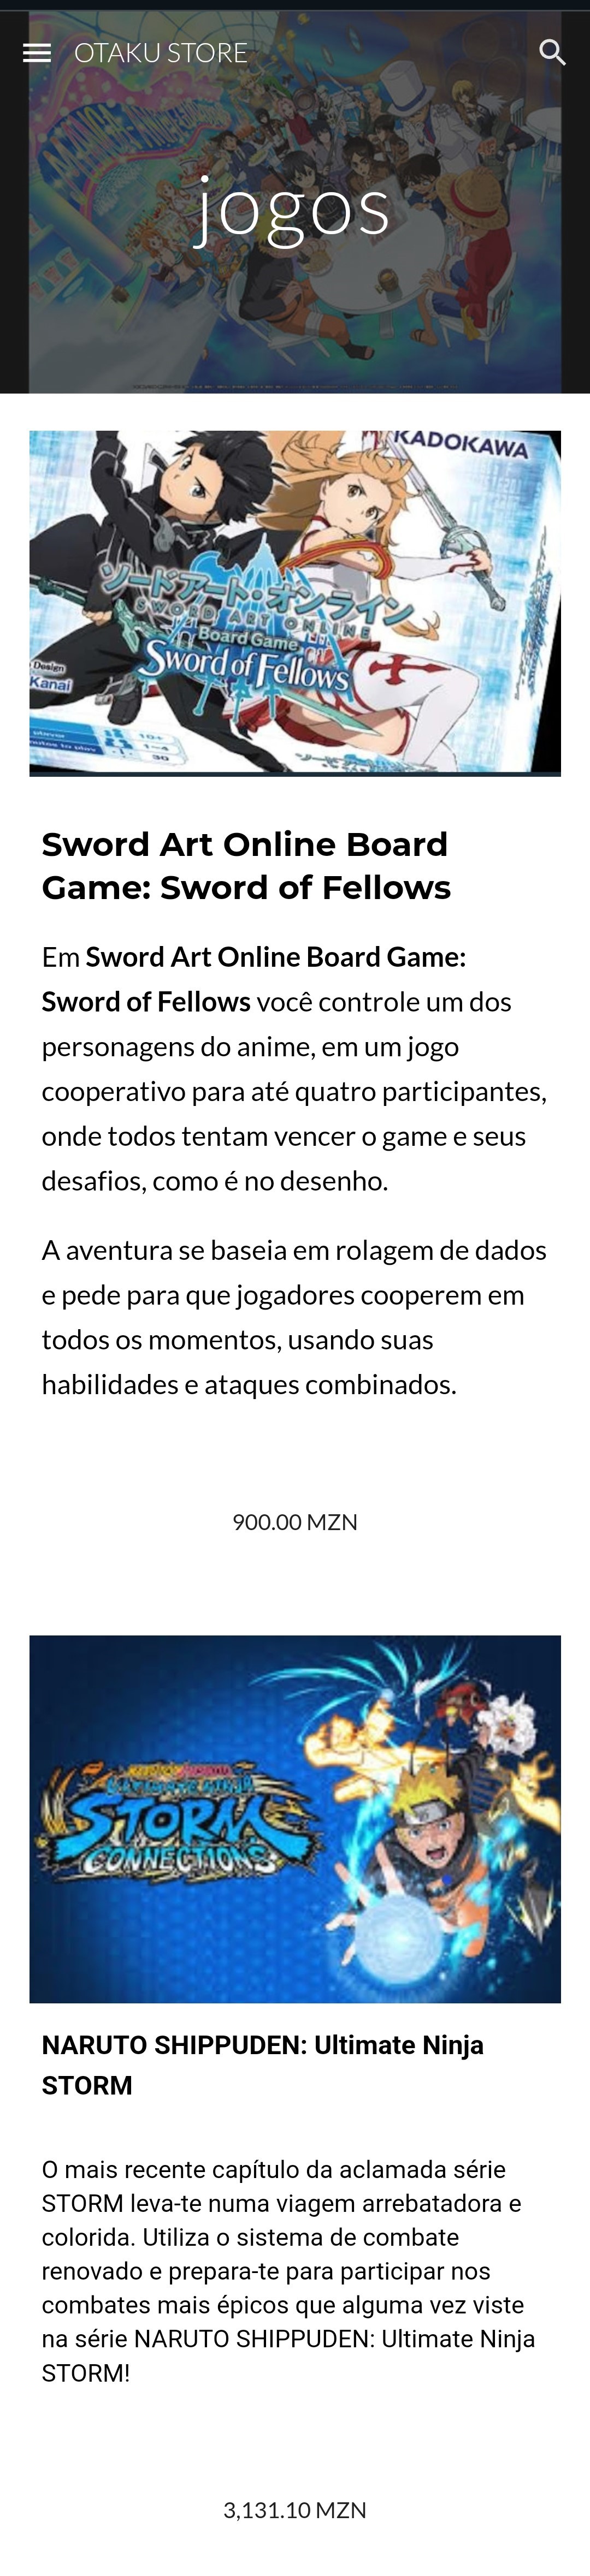 OTAKU STORE
jogos
KADOKAWA
ソードアート・オンライン
SWORD ART ONLINE
Board Game
Sword of Fellows
Design
Kanai
10+
1~4
30
Sword Art Online Board
Game: Sword of Fellows
Em Sword Art Online Board Game:
Sword of Fellows você controle um dos
personagens do anime, em um jogo
cooperativo para até quatro participantes,
onde todos tentam vencer o game e seus
desafios, como é no desenho.
A aventura se baseia em rolagem de dados
e pede para que jogadores cooperem em
todos os momentos, usando suas
habilidades e ataques combinados.
900.00 MZN
ULTIMATE NINJA
STORM
CONNECTIONS
NARUTO SHIPPUDEN: Ultimate Ninja
STORM
O mais recente capítulo da aclamada série
STORM leva-te numa viagem arrebatadora e
colorida. Utiliza o sistema de combate
renovado e prepara-te para participar nos
combates mais épicos que alguma vez viste
na série NARUTO SHIPPUDEN: Ultimate Ninja
STORM!
3,131.10 MZN